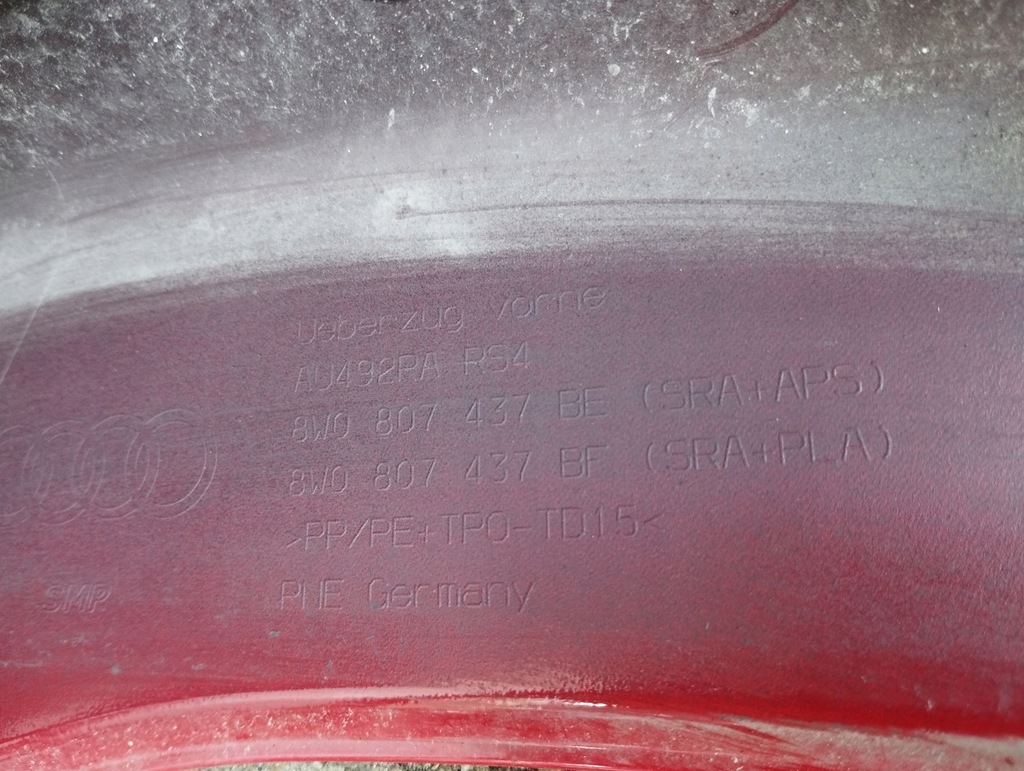 Ueberzug vorne
AU492RA RS4
8W0 807 437 BE (SRA+APS)
8W0 807 437 BF (SRA+PLA)
>PP/PE+TPO-TD15<
SMP
PHE Germany